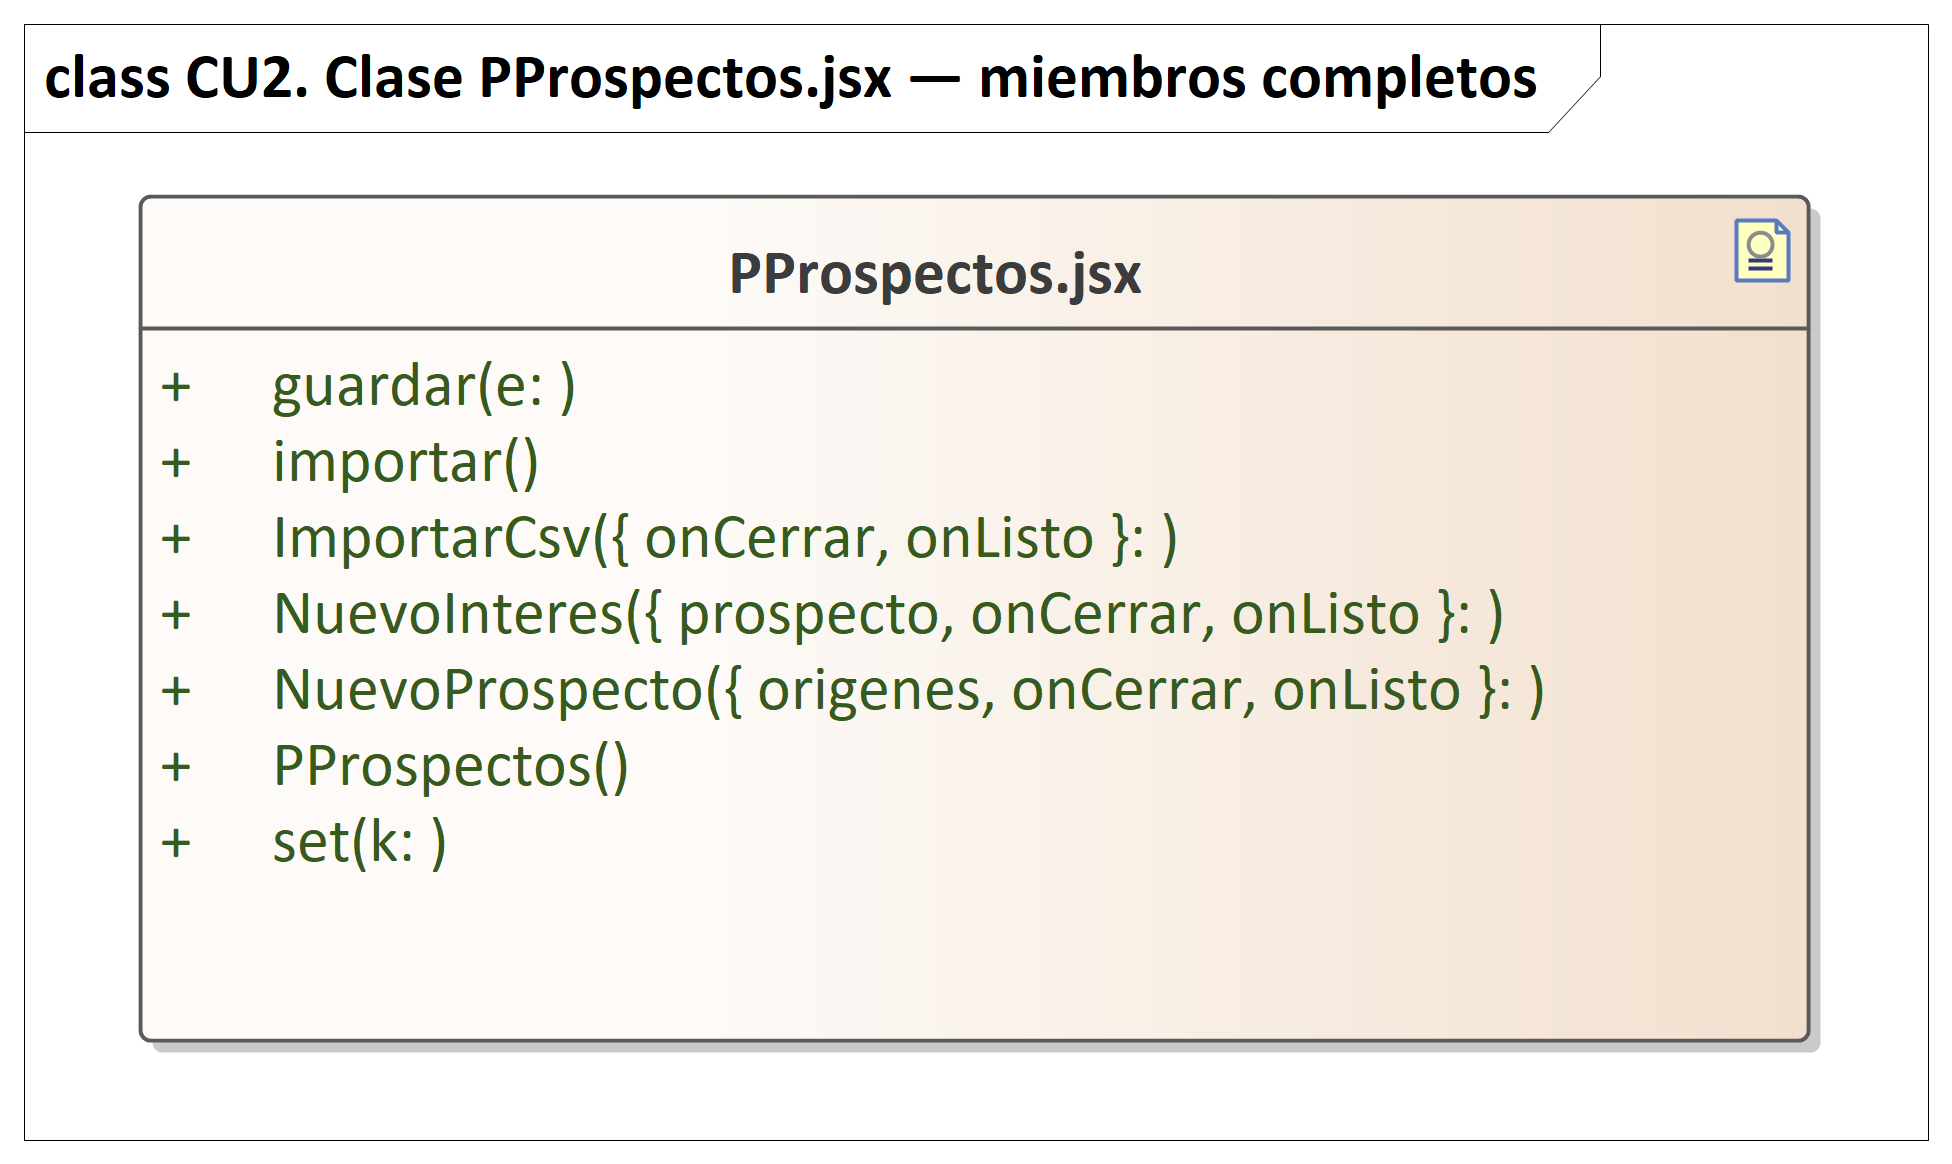 class CU2. Clase PProspectos.jsx — miembros completos
PProspectos.jsx
+ guardar(e: )
+ importar()
+ ImportarCsv({ onCerrar, onListo }: )
+ NuevoInteres({ prospecto, onCerrar, onListo }: )
+ NuevoProspecto({ origenes, onCerrar, onListo }: )
+ PProspectos()
+ set(k: )